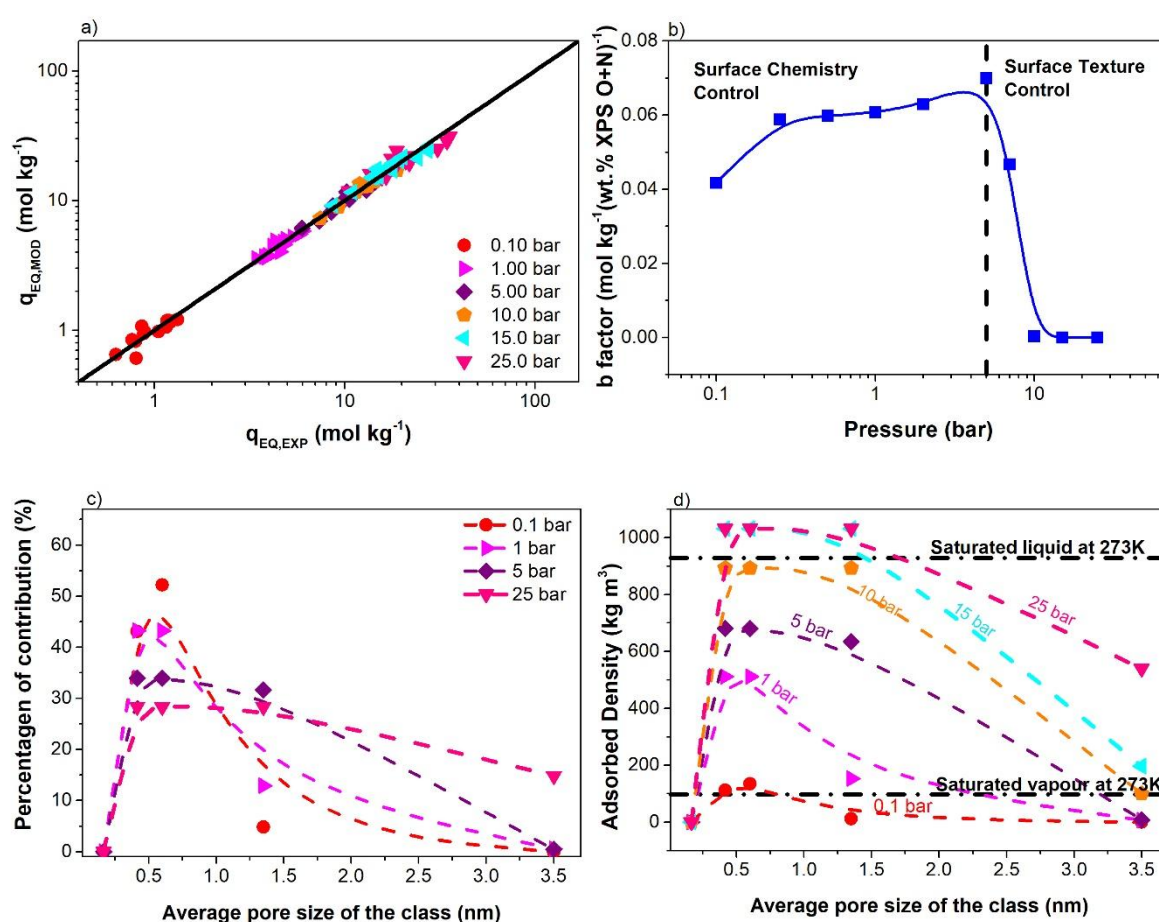 a)
100
10
1
q_EQ,MOD (mol kg⁻¹)
0.10 bar
1.00 bar
5.00 bar
10.0 bar
15.0 bar
25.0 bar
1 10 100
q_EQ,EXP (mol kg⁻¹)
b)
0.08
0.06
0.04
0.02
0.00
b factor (mol kg⁻¹(wt.% XPS O+N)⁻¹)
Surface Chemistry
Control
Surface Texture
Control
0.1 1 10
Pressure (bar)
c)
60
50
40
30
20
10
0
Percentagen of contribution (%)
0.1 bar
1 bar
5 bar
25 bar
0.5 1.0 1.5 2.0 2.5 3.0 3.5
Average pore size of the class (nm)
d)
1000
800
600
400
200
0
Adsorbed Density (kg m³)
Saturated liquid at 273K
10 bar
15 bar
25 bar
5 bar
1 bar
Saturated vapour at 273K
0.1 bar
0.5 1.0 1.5 2.0 2.5 3.0 3.5
Average pore size of the class (nm)